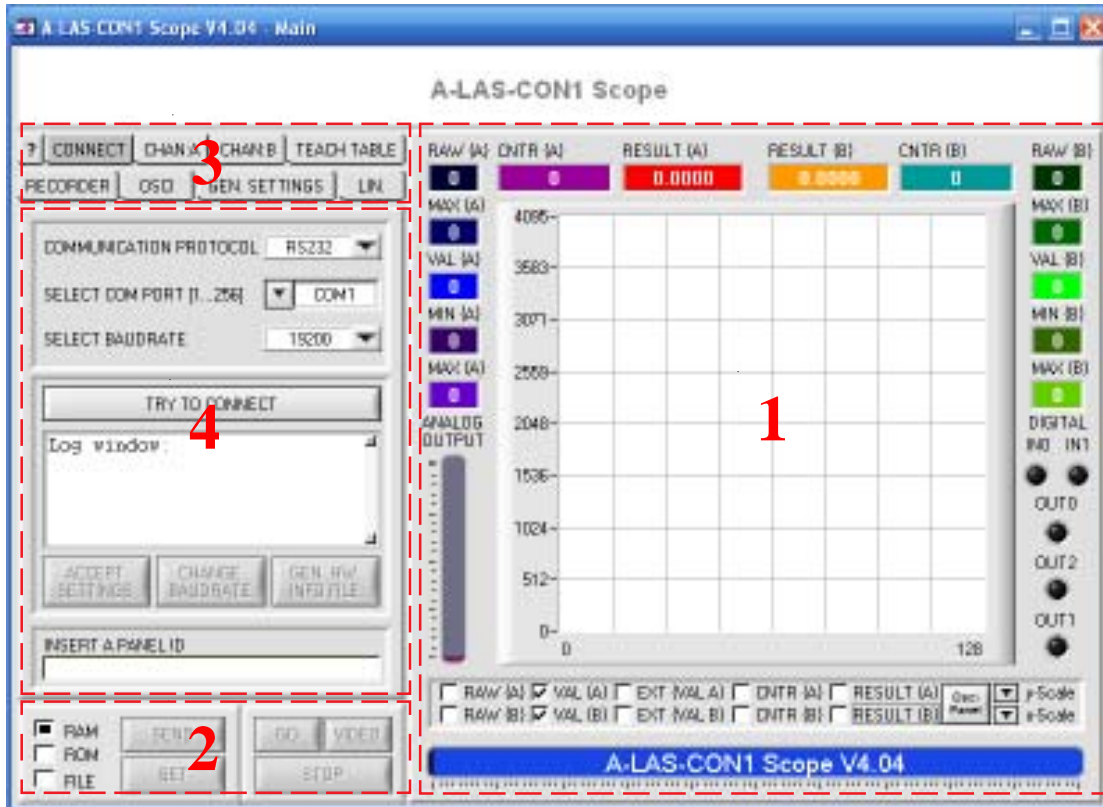 A-LAS-CON1 Scope V4.04 - Main
A-LAS-CON1 Scope
? CONNECT CHAN A CHAN B TEACH TABLE
RECORDER OSCI GEN. SETTINGS LIN.
3
COMMUNICATION PROTOCOL RS232
SELECT COM PORT [1...256] COM1
SELECT BAUDRATE 19200
TRY TO CONNECT
4
Log window:
ACCEPT SETTINGS
CHANGE BAUDRATE
GEN. HW INFO FILE
INSERT A PANEL ID
RAM
ROM
FILE
SEND
GET
2
GO VIDEO
STOP
RAW (A) CNTR (A) RESULT (A) RESULT (B) CNTR (B) RAW (B)
0 0 0.0000 0.0000 0 0
MAX (A)
0
VAL (A)
0
MIN (A)
0
MAX (A)
0
ANALOG
OUTPUT
4095
3583
3071
2559
2048
1536
1024
512
0
0 128
1
MAX (B)
0
VAL (B)
0
MIN (B)
0
MAX (B)
0
DIGITAL
IN0 IN1
OUT0
OUT2
OUT1
RAW (A) VAL (A) EXT (VAL A) CNTR (A) RESULT (A) Osci Panel y-Scale
RAW (B) VAL (B) EXT (VAL B) CNTR (B) RESULT (B) x-Scale
A-LAS-CON1 Scope V4.04